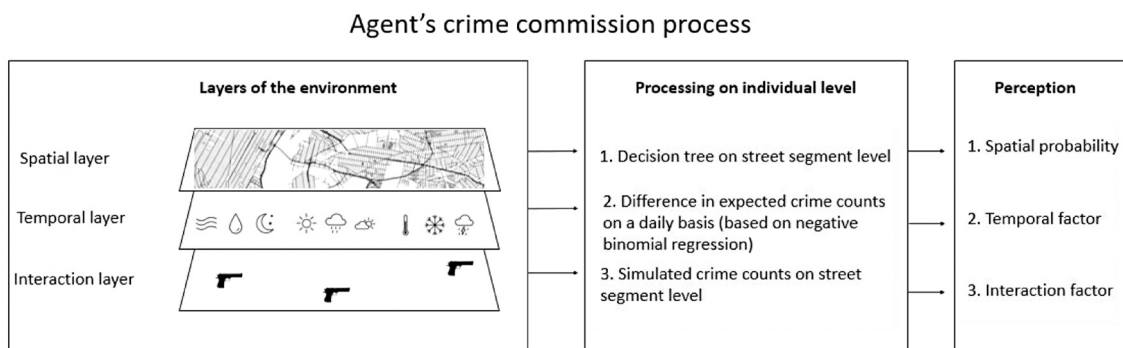 Agent’s crime commission process
Layers of the environment
Spatial layer
Temporal layer
Interaction layer
Processing on individual level
1. Decision tree on street segment level
2. Difference in expected crime counts
on a daily basis (based on negative
binomial regression)
3. Simulated crime counts on street
segment level
Perception
1. Spatial probability
2. Temporal factor
3. Interaction factor